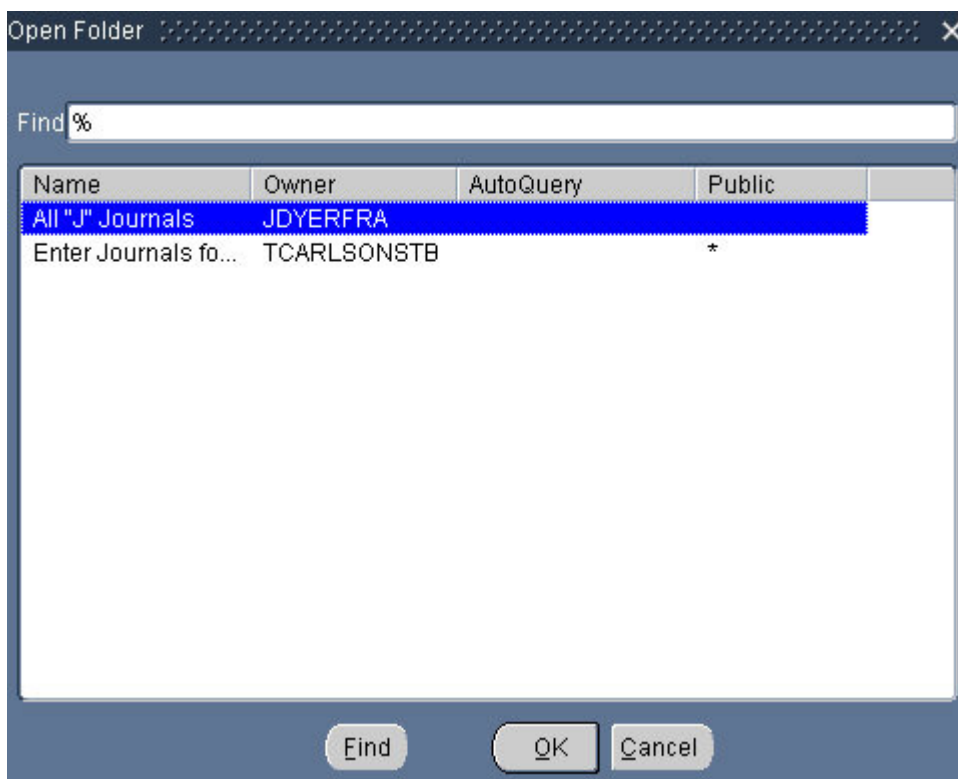 Open Folder
Find %
Name Owner AutoQuery Public
All "J" Journals JDYERFRA
Enter Journals fo... TCARLSONSTB *
Find OK Cancel